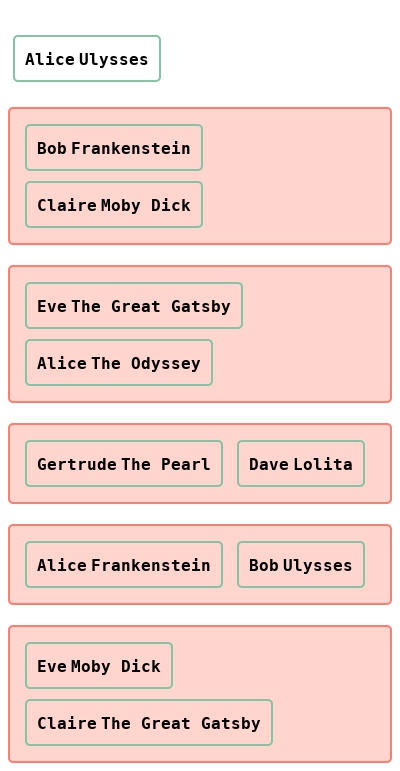 Alice Ulysses
Bob Frankenstein
Claire Moby Dick
Eve The Great Gatsby
Alice The Odyssey
Gertrude The Pearl Dave Lolita
Alice Frankenstein Bob Ulysses
Eve Moby Dick
Claire The Great Gatsby